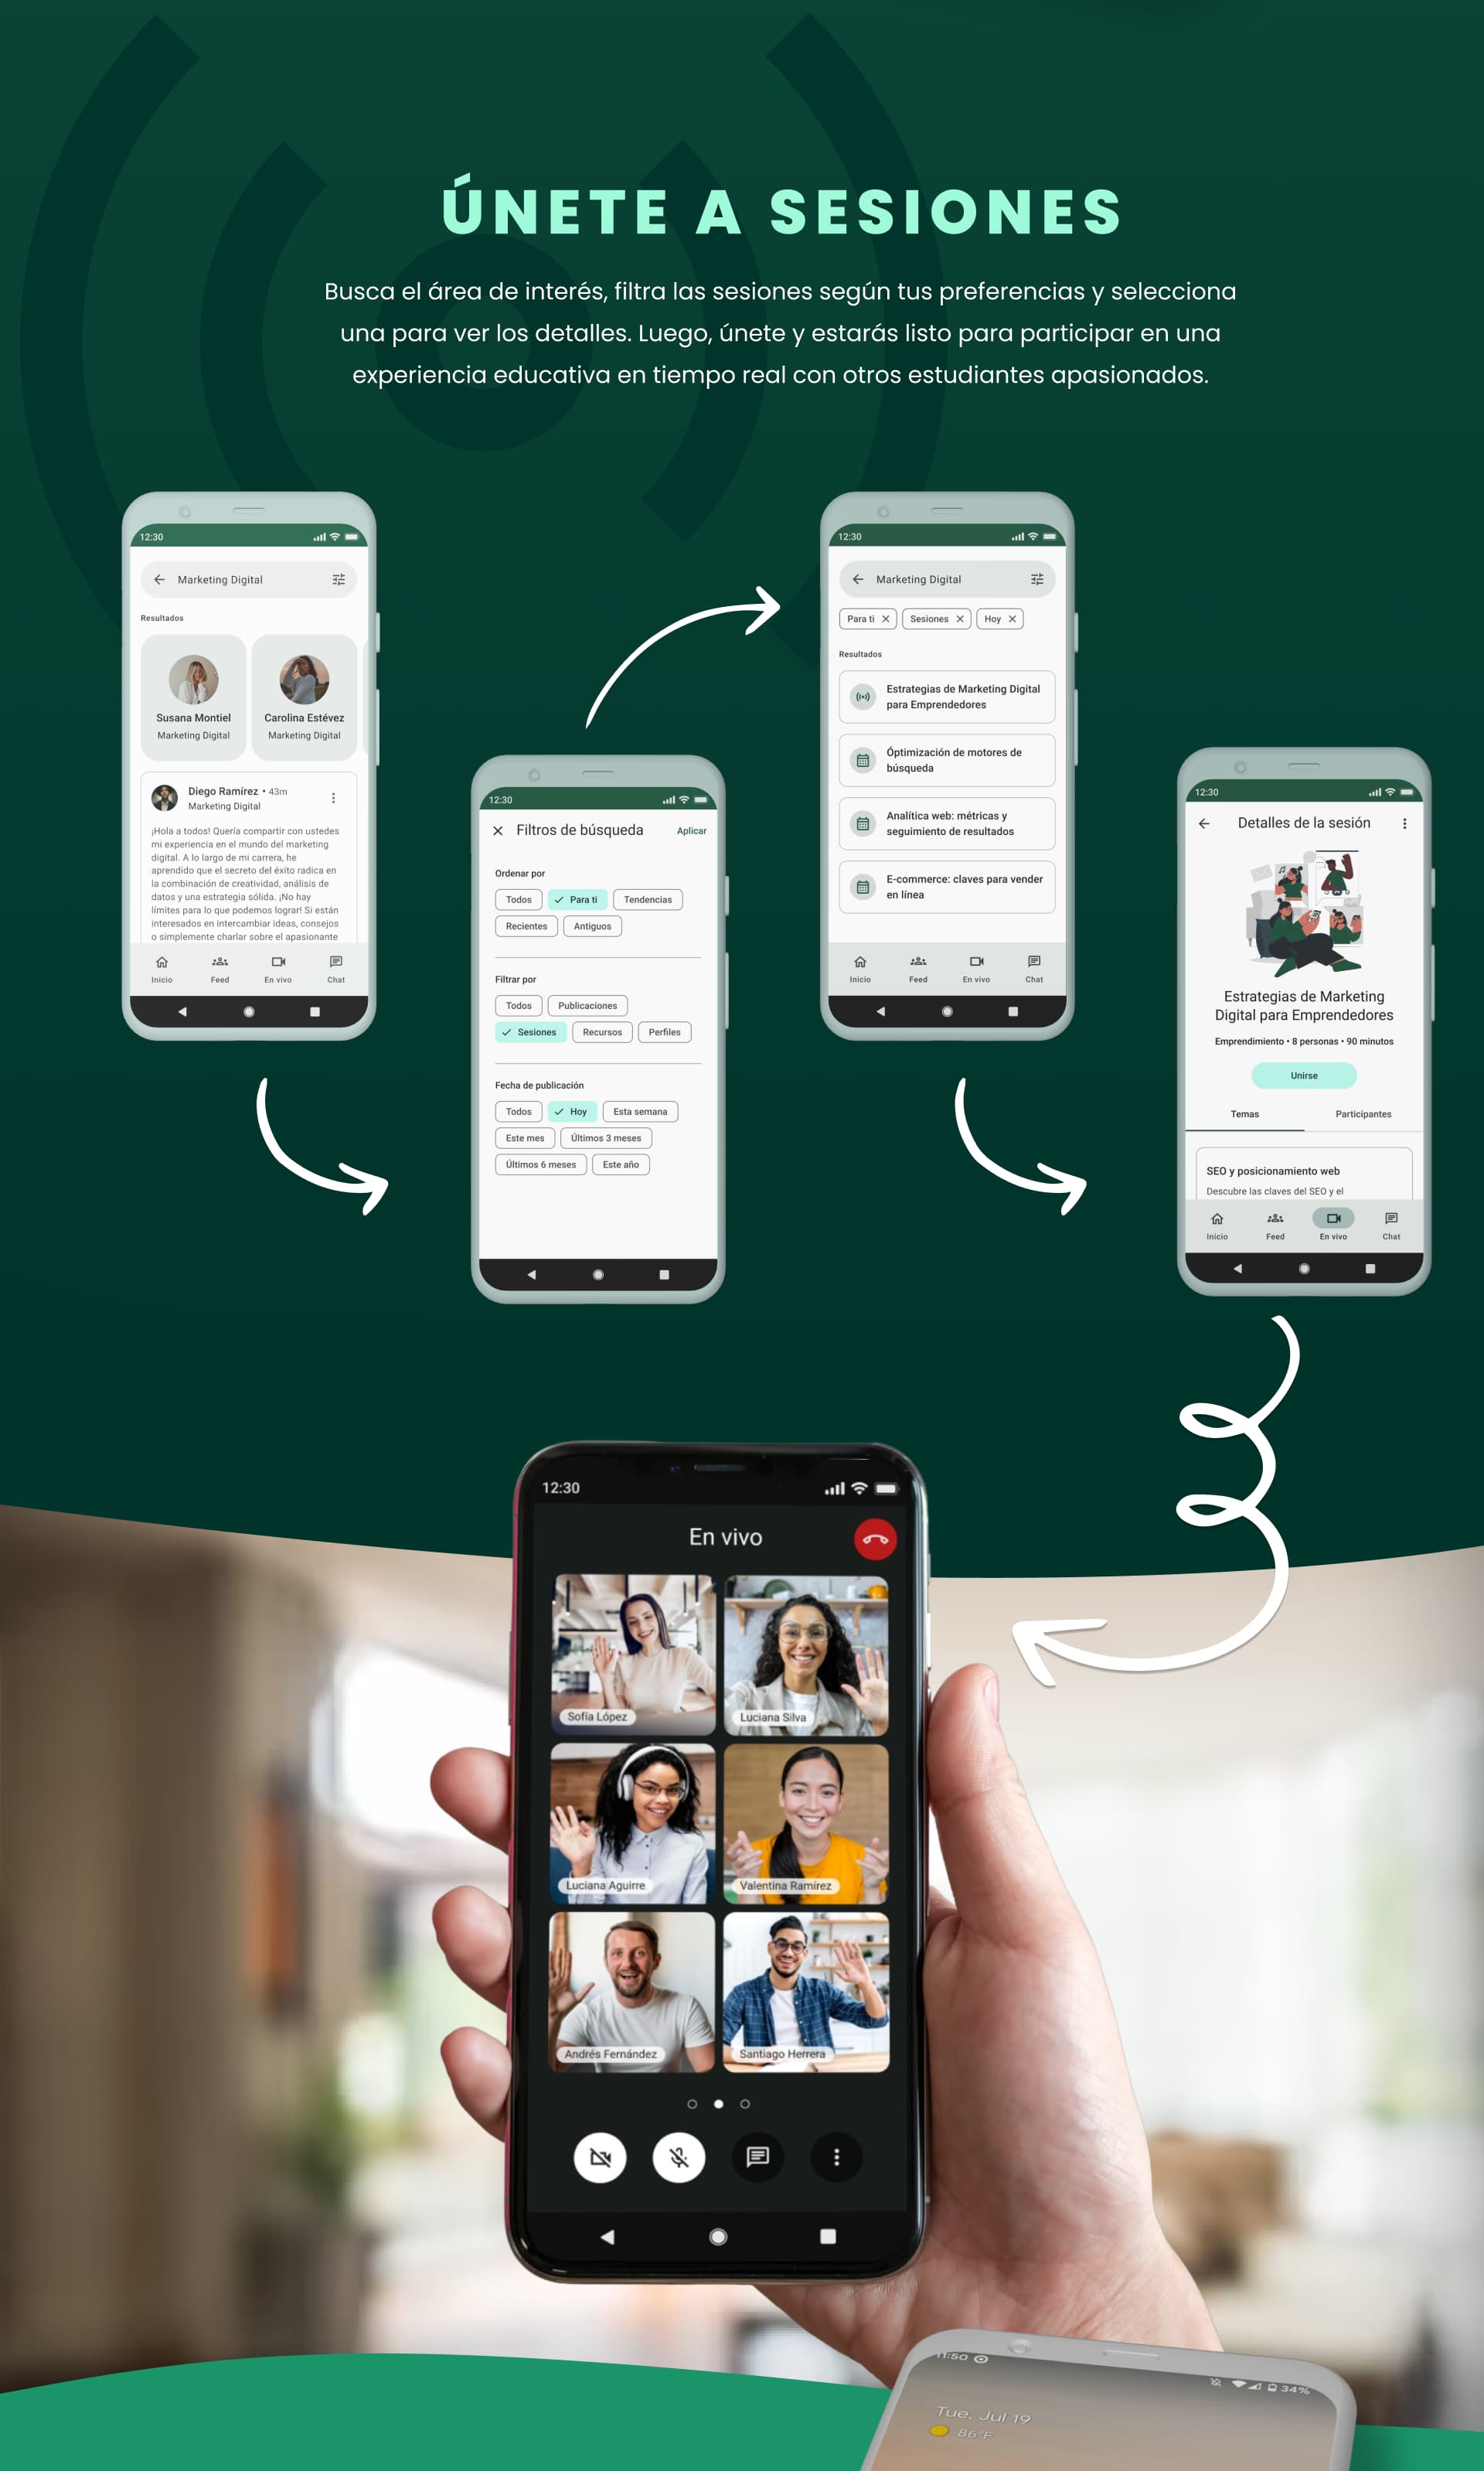 ÚNETE A SESIONES
Busca el área de interés, filtra las sesiones según tus preferencias y selecciona
una para ver los detalles. Luego, únete y estarás listo para participar en una
experiencia educativa en tiempo real con otros estudiantes apasionados.
12:30
Marketing Digital
Resultados
Susana Montiel
Marketing Digital
Carolina Estévez
Marketing Digital
Diego Ramírez • 43m
Marketing Digital
¡Hola a todos! Quería compartir con ustedes
mi experiencia en el mundo del marketing
digital. A lo largo de mi carrera, he
aprendido que el secreto del éxito radica en
la combinación de creatividad, análisis de
datos y una estrategia sólida. ¡No hay
límites para lo que podemos lograr! Si están
interesados en intercambiar ideas, consejos
o simplemente charlar sobre el apasionante
Inicio Feed En vivo Chat
12:30
Filtros de búsqueda Aplicar
Ordenar por
Todos Para ti Tendencias
Recientes Antiguos
Filtrar por
Todos Publicaciones
Sesiones Recursos Perfiles
Fecha de publicación
Todos Hoy Esta semana
Este mes Últimos 3 meses
Últimos 6 meses Este año
12:30
Marketing Digital
Para ti Sesiones Hoy
Resultados
Estrategias de Marketing Digital
para Emprendedores
Óptimización de motores de
búsqueda
Analítica web: métricas y
seguimiento de resultados
E-commerce: claves para vender
en línea
Inicio Feed En vivo Chat
12:30
Detalles de la sesión
Estrategias de Marketing
Digital para Emprendedores
Emprendimiento • 8 personas • 90 minutos
Unirse
Temas Participantes
SEO y posicionamiento web
Descubre las claves del SEO y el
Inicio Feed En vivo Chat
12:30
En vivo
Sofía López
Luciana Silva
Luciana Aguirre
Valentina Ramírez
Andrés Fernández
Santiago Herrera
11:50
34%
Tue, Jul 19
86°F